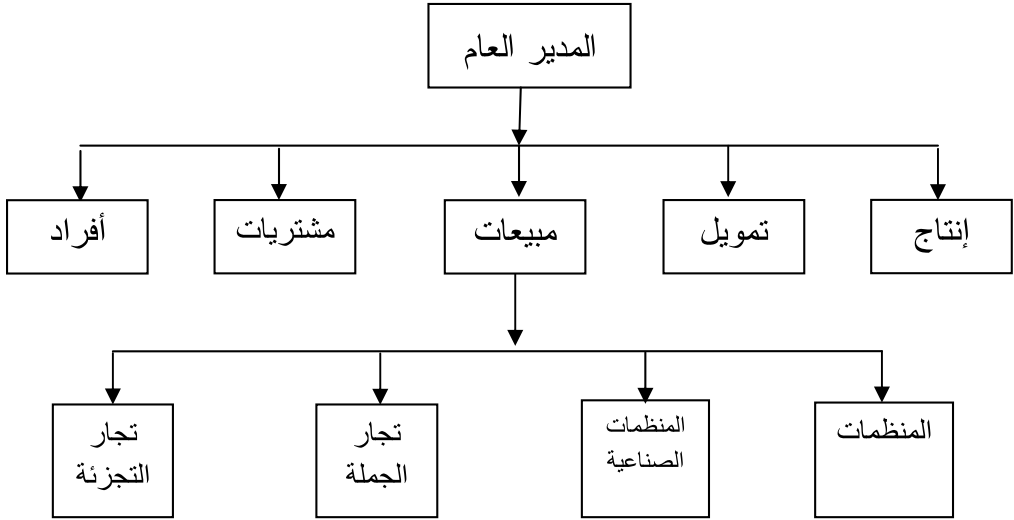 المدير العام
إنتاج
تمويل
مبيعات
مشتريات
أفراد
المنظمات
المنظمات
الصناعية
تجار
الجملة
تجار
التجزئة